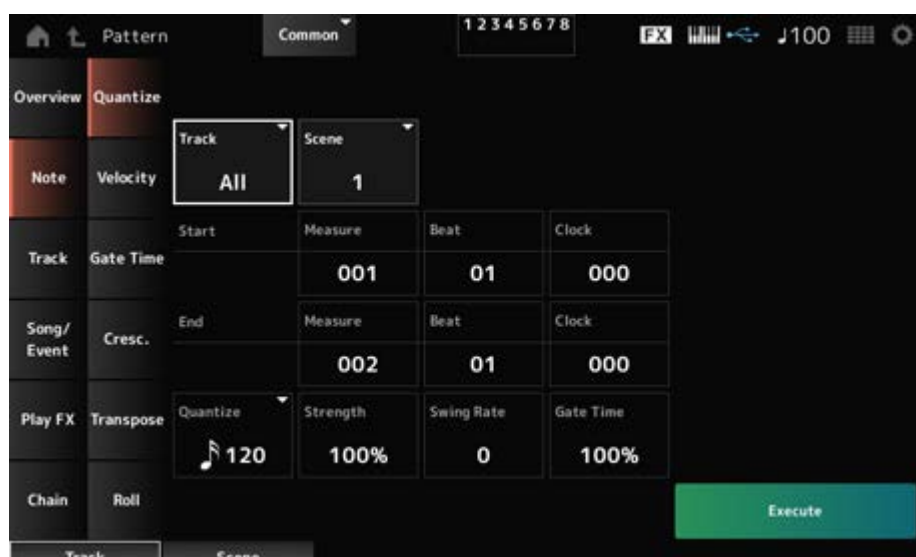 Pattern Common 12345678 FX ♩100
Overview Quantize
Track Scene
Note Velocity All 1
Start Measure Beat Clock
Track Gate Time 001 01 000
End Measure Beat Clock
Song/
Event Cresc. 002 01 000
Play FX Transpose Quantize Strength Swing Rate Gate Time
120 100% 0 100%
Chain Roll Execute
Track Scene